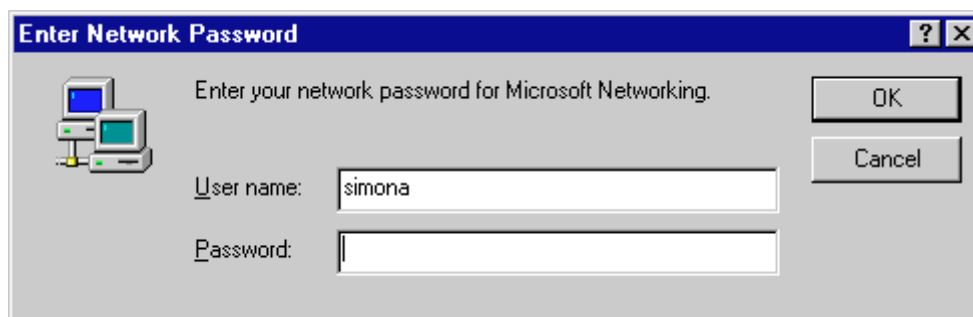 Enter Network Password
Enter your network password for Microsoft Networking.
OK
Cancel
User name: simona
Password: